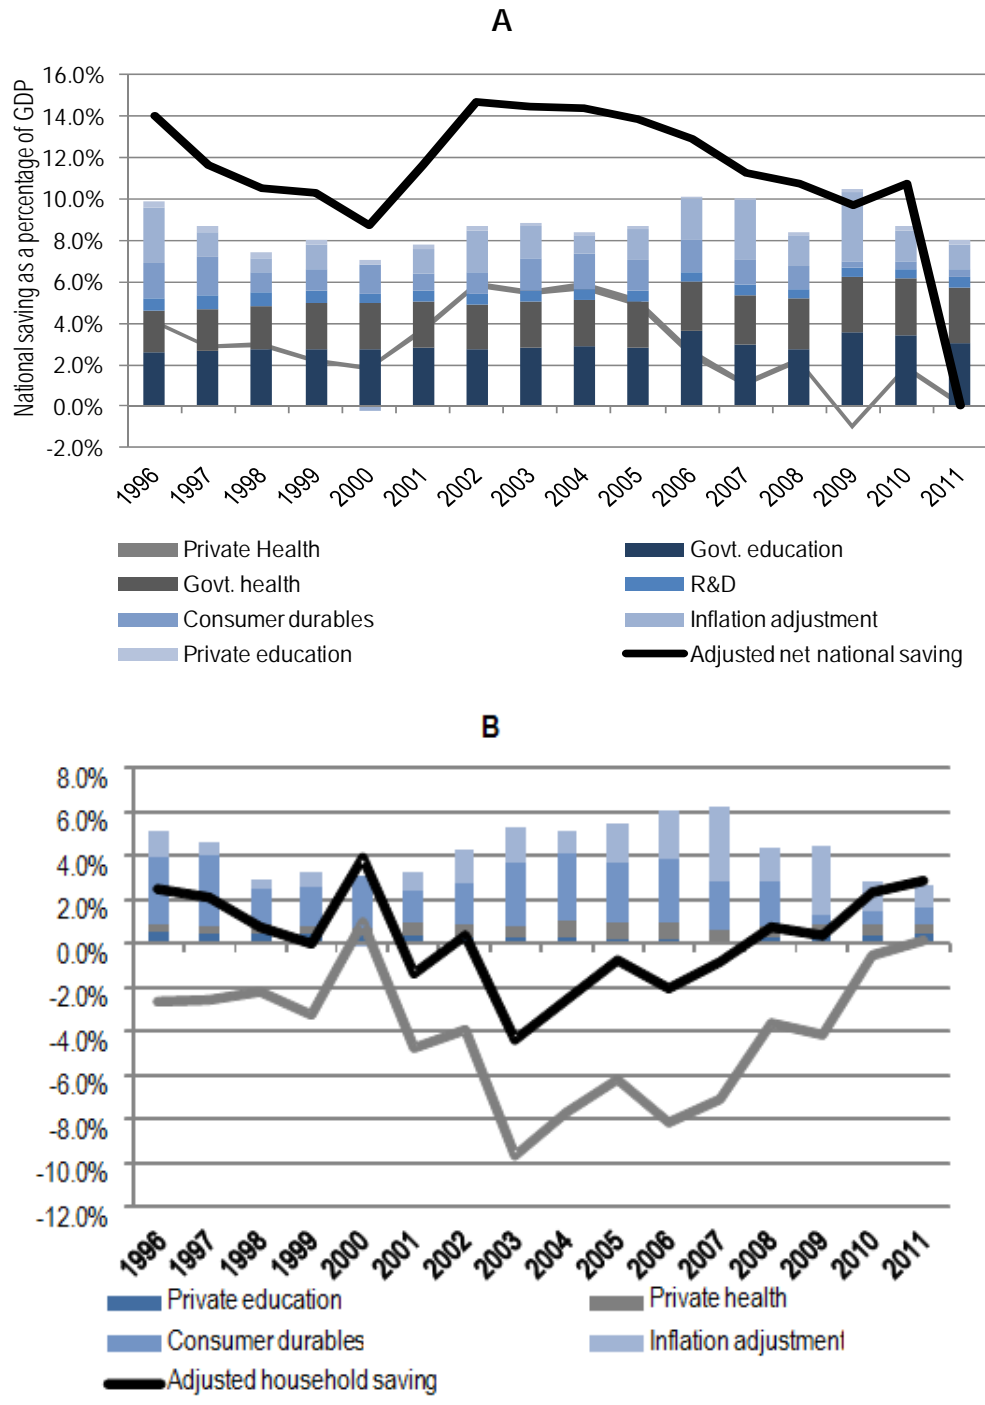 A
National saving as a percentage of GDP
16.0%
14.0%
12.0%
10.0%
8.0%
6.0%
4.0%
2.0%
0.0%
-2.0%
1996 1997 1998 1999 2000 2001 2002 2003 2004 2005 2006 2007 2008 2009 2010 2011
Private Health Govt. education
Govt. health R&D
Consumer durables Inflation adjustment
Private education Adjusted net national saving
B
8.0%
6.0%
4.0%
2.0%
0.0%
-2.0%
-4.0%
-6.0%
-8.0%
-10.0%
-12.0%
1996 1997 1998 1999 2000 2001 2002 2003 2004 2005 2006 2007 2008 2009 2010 2011
Private education Private health
Consumer durables Inflation adjustment
Adjusted household saving